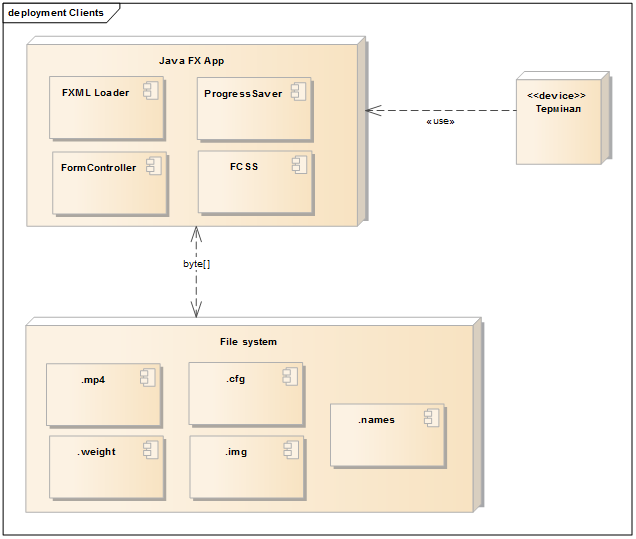 deployment Clients
Java FX App
FXML Loader
ProgressSaver
FormController
FCSS
<<device>>
Термінал
«use»
byte[]
File system
.mp4
.cfg
.names
.weight
.img